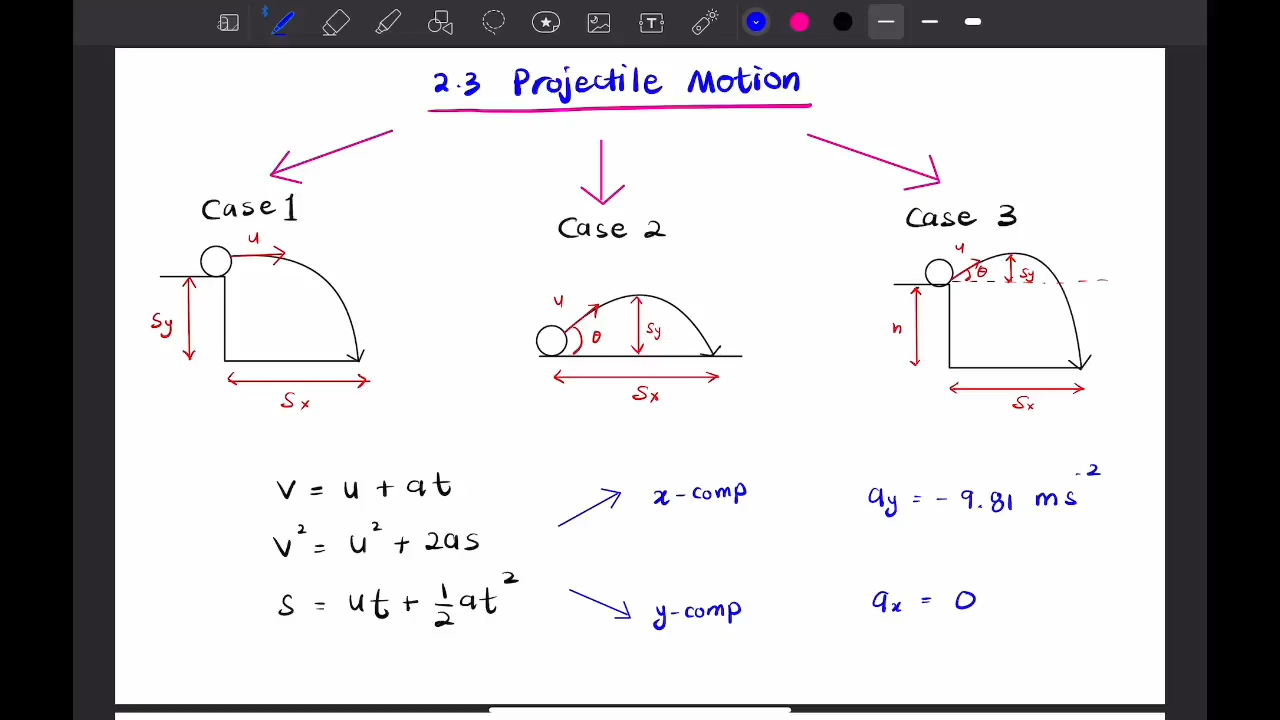 2.3 Projectile Motion
Case 1
u
Sy
Sx
Case 2
u
θ
Sy
Sx
Case 3
u
θ
Sy
h
Sx
v = u + at
v² = u² + 2as
s = ut + ½at²
x-comp
y-comp
ay = - 9.81 ms⁻²
ax = 0